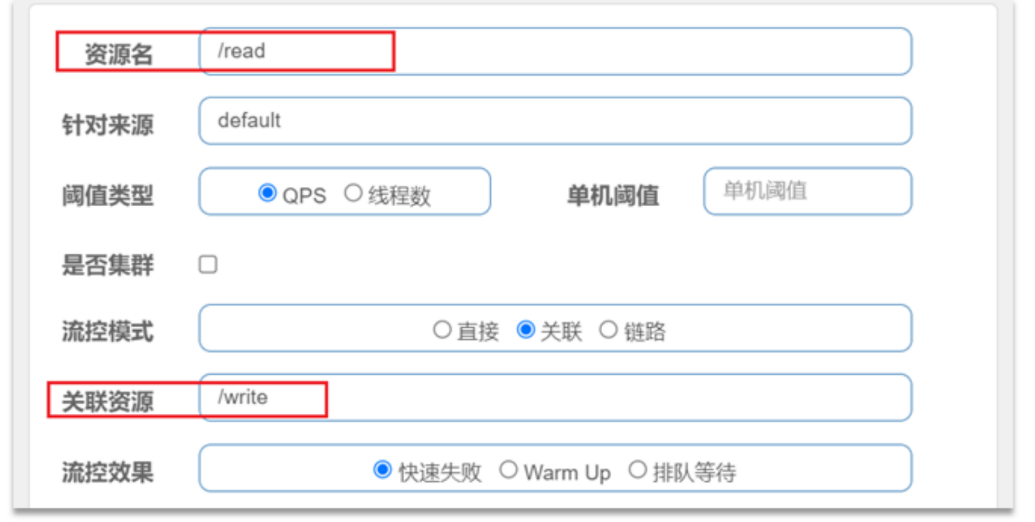 资源名 /read
针对来源 default
阈值类型 QPS 线程数 单机阈值 单机阈值
是否集群
流控模式 直接 关联 链路
关联资源 /write
流控效果 快速失败 Warm Up 排队等待